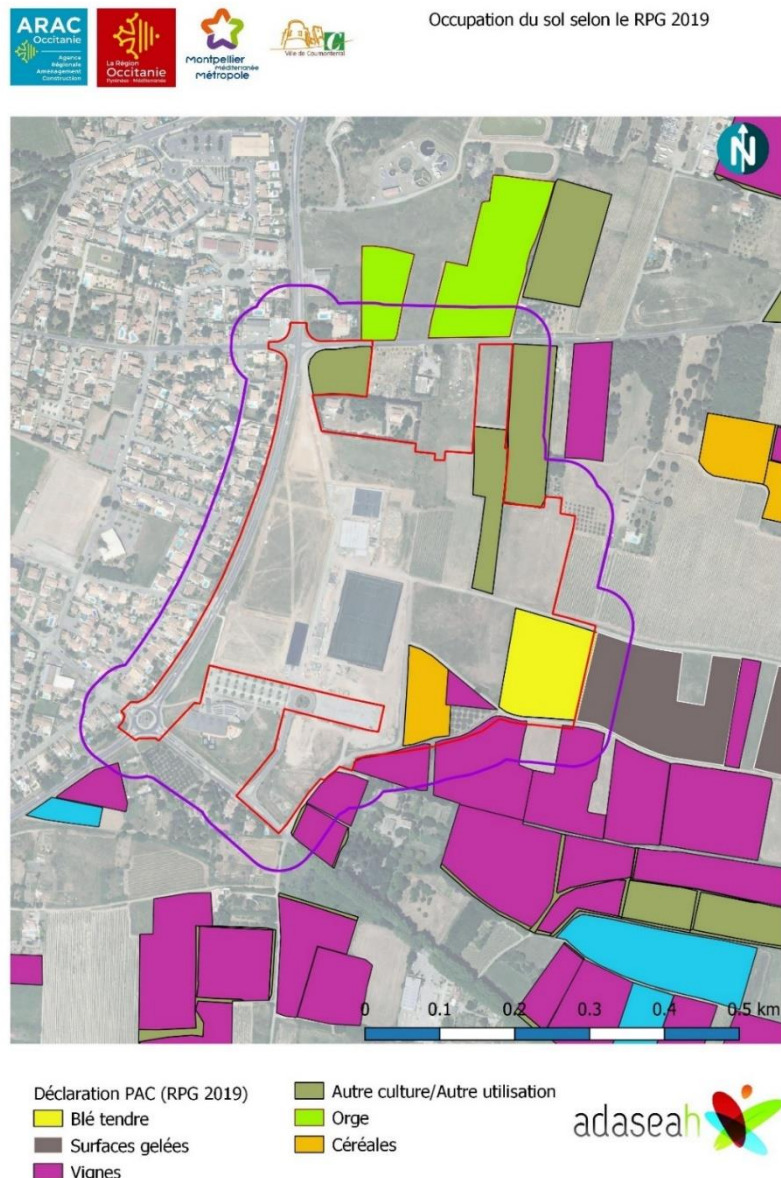 ARAC
Occitanie
Agence
Régionale
Aménagement
Construction
La Région
Occitanie
Pyrénées - Méditerranée
Montpellier
Méditerranée
Métropole
Ville de Cournonterral
Occupation du sol selon le RPG 2019
N
0 0.1 0.2 0.3 0.4 0.5 km
Déclaration PAC (RPG 2019)
Blé tendre
Surfaces gelées
Vignes
Autre culture/Autre utilisation
Orge
Céréales
adaseah